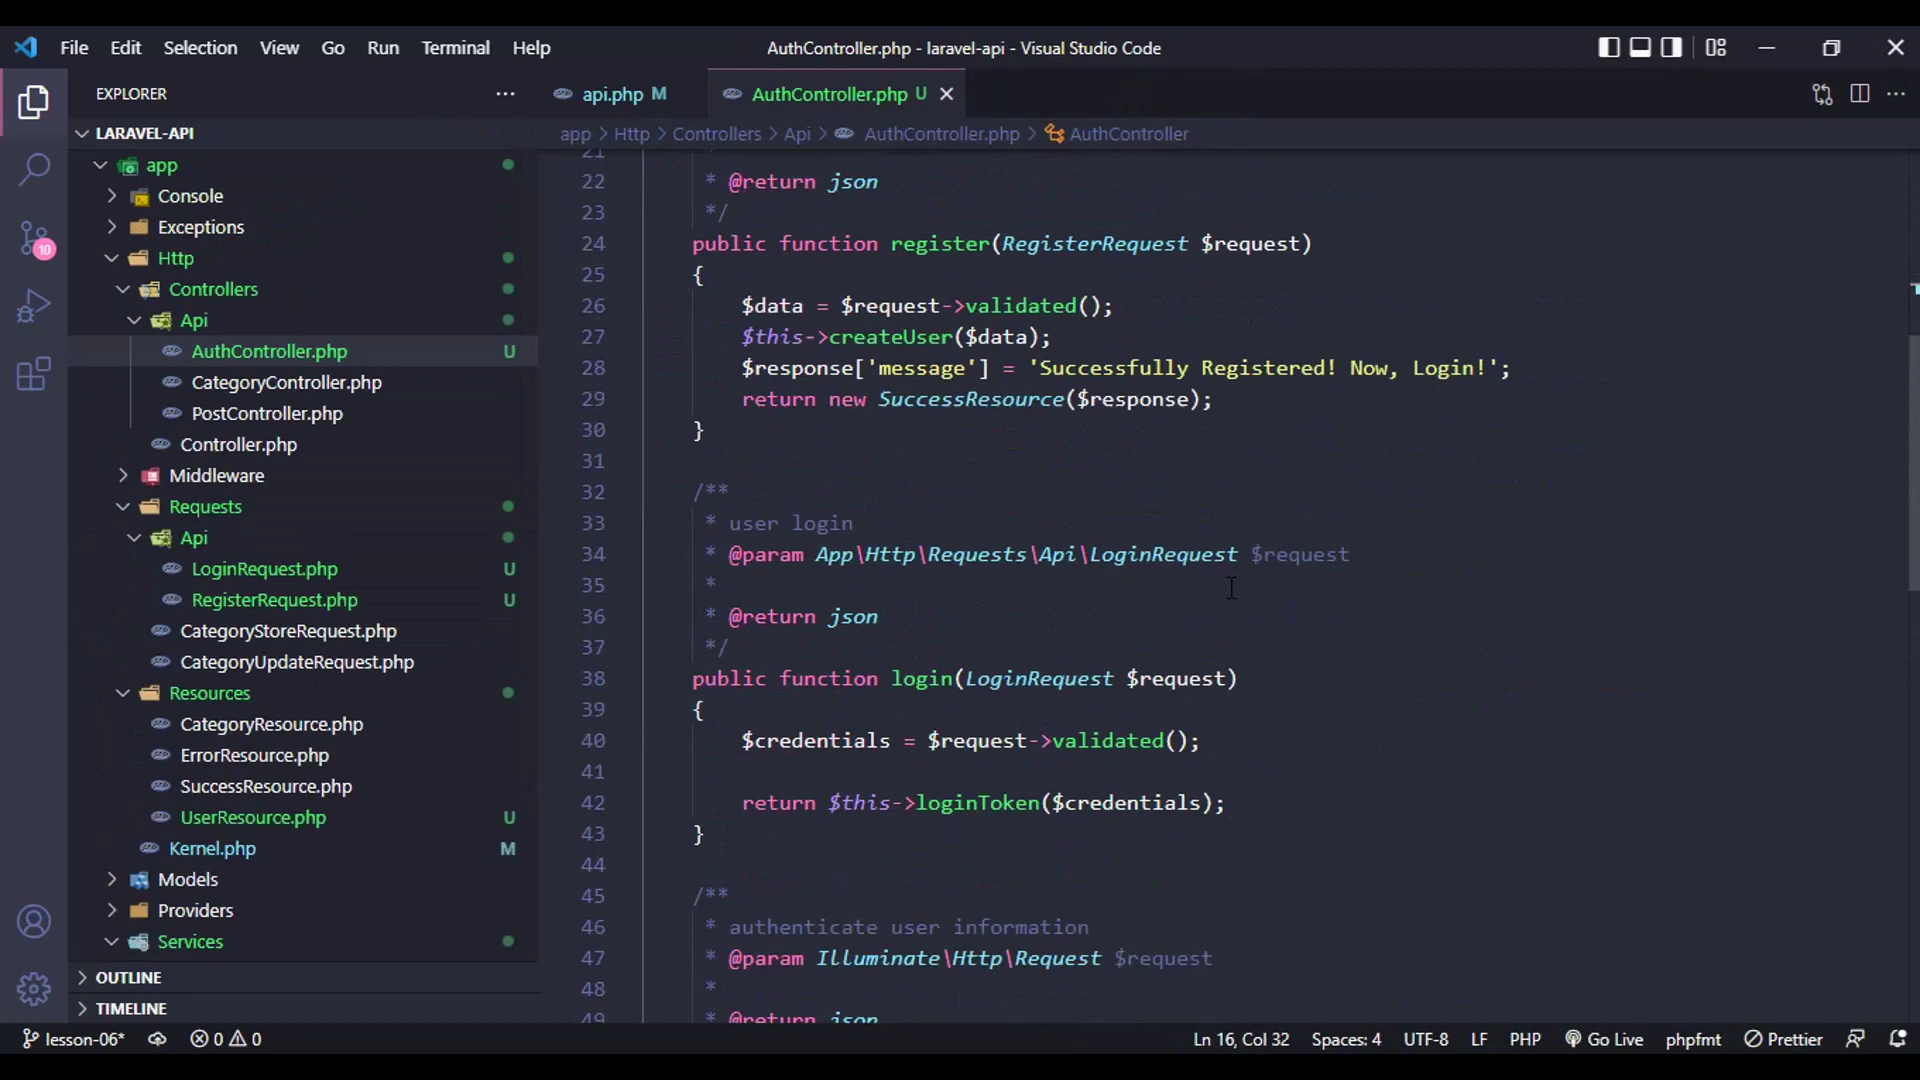 File Edit Selection View Go Run Terminal Help
AuthController.php - laravel-api - Visual Studio Code
EXPLORER
api.php M
AuthController.php U
LARAVEL-API
app > Http > Controllers > Api > AuthController.php > AuthController
app
Console
Exceptions
Http
Controllers
Api
AuthController.php U
CategoryController.php
PostController.php
Controller.php
Middleware
Requests
Api
LoginRequest.php U
RegisterRequest.php U
CategoryStoreRequest.php
CategoryUpdateRequest.php
Resources
CategoryResource.php
ErrorResource.php
SuccessResource.php
UserResource.php U
Kernel.php M
Models
Providers
Services
OUTLINE
TIMELINE
10
21 *
22 * @return json
23 */
24 public function register(RegisterRequest $request)
25 {
26 $data = $request->validated();
27 $this->createUser($data);
28 $response['message'] = 'Successfully Registered! Now, Login!';
29 return new SuccessResource($response);
30 }
31
32 /**
33 * user login
34 * @param App\Http\Requests\Api\LoginRequest $request
35 *
36 * @return json
37 */
38 public function login(LoginRequest $request)
39 {
40 $credentials = $request->validated();
41
42 return $this->loginToken($credentials);
43 }
44
45 /**
46 * authenticate user information
47 * @param Illuminate\Http\Request $request
48 *
49 * @return json
lesson-06* 0 0
Ln 16, Col 32 Spaces: 4 UTF-8 LF PHP Go Live phpfmt Prettier